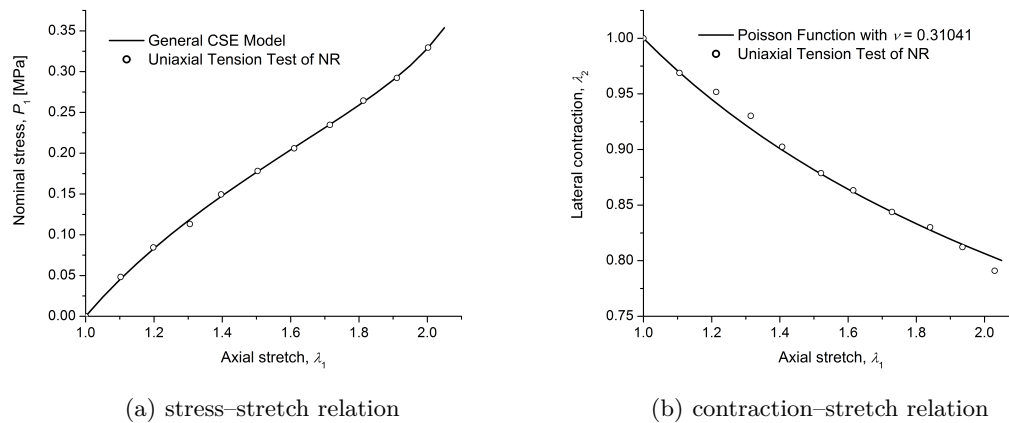 0.35
0.30
0.25
0.20
0.15
0.10
0.05
0.00
Nominal stress, P₁ [MPa]
General CSE Model
Uniaxial Tension Test of NR
1.0 1.2 1.4 1.6 1.8 2.0
Axial stretch, λ₁
(a) stress–stretch relation
1.00
0.95
0.90
0.85
0.80
0.75
Lateral contraction, λ₂
Poisson Function with ν = 0.31041
Uniaxial Tension Test of NR
1.0 1.2 1.4 1.6 1.8 2.0
Axial stretch, λ₁
(b) contraction–stretch relation